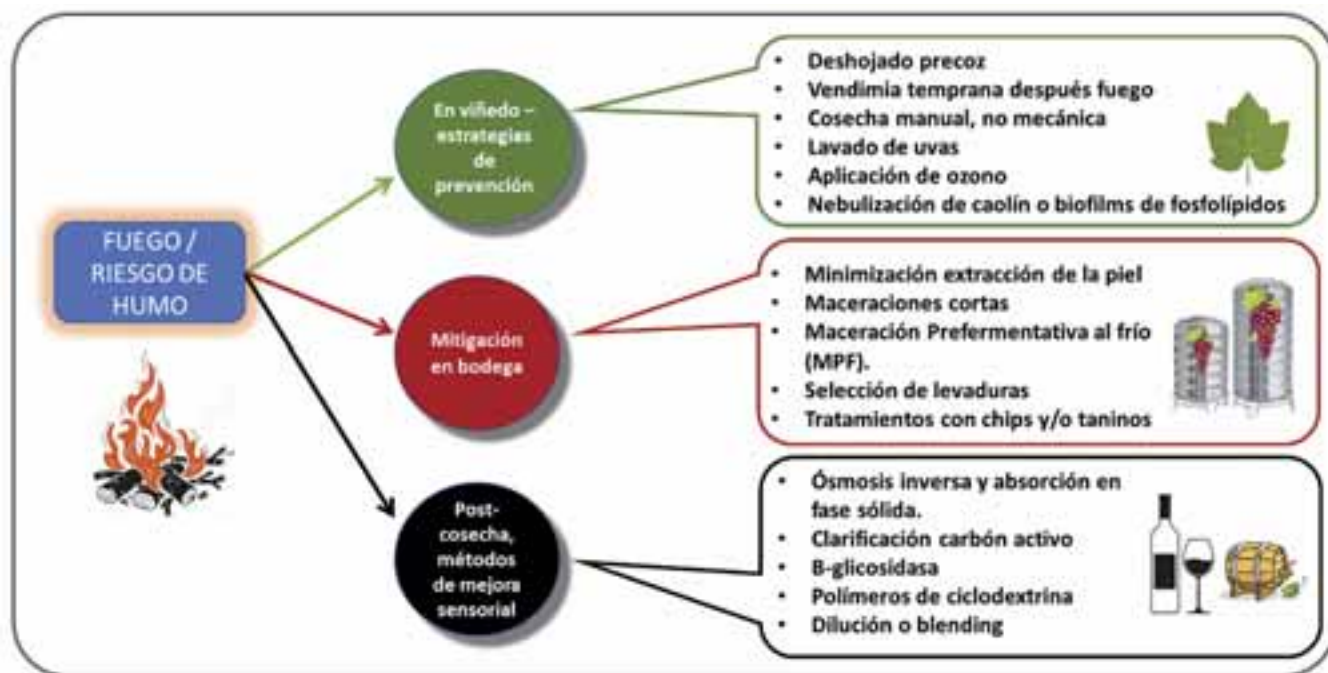 FUEGO /
RIESGO DE
HUMO
En viñedo –
estrategias
de
prevención
• Deshojado precoz
• Vendimia temprana después fuego
• Cosecha manual, no mecánica
• Lavado de uvas
• Aplicación de ozono
• Nebulización de caolín o biofilms de fosfolípidos
Mitigación
en bodega
• Minimización extracción de la piel
• Maceraciones cortas
• Maceración Prefermentativa al frío
(MPF).
• Selección de levaduras
• Tratamientos con chips y/o taninos
Post-
cosecha,
métodos
de mejora
sensorial
• Ósmosis inversa y absorción en
fase sólida.
• Clarificación carbón activo
• B-glicosidasa
• Polímeros de ciclodextrina
• Dilución o blending